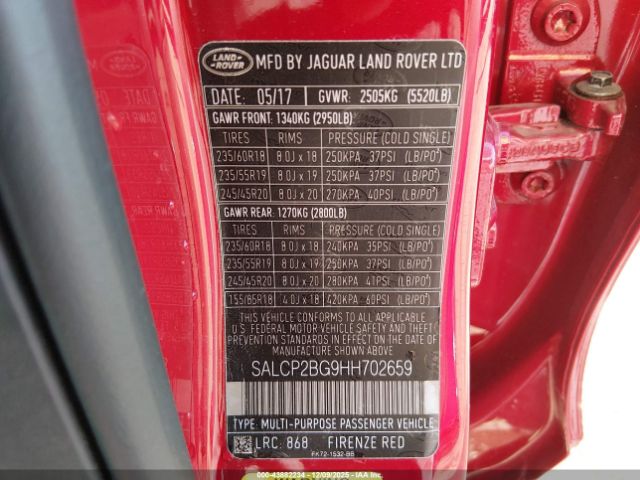 LAND-ROVER
MFD BY JAGUAR LAND ROVER LTD
DATE: 05/17 GVWR: 2505KG (5520LB)
GAWR FRONT: 1340KG (2950LB)
TIRES RIMS PRESSURE (COLD SINGLE)
235/60R18 8.0J x 18 250KPA 37PSI (LB/PO²)
235/55R19 8.0J x 19 250KPA 37PSI (LB/PO²)
245/45R20 8.0J x 20 270KPA 40PSI (LB/PO²)
GAWR REAR: 1270KG (2800LB)
TIRES RIMS PRESSURE (COLD SINGLE)
235/60R18 8.0J x 18 240KPA 35PSI (LB/PO²)
235/55R19 8.0J x 19 250KPA 37PSI (LB/PO²)
245/45R20 8.0J x 20 280KPA 41PSI (LB/PO²)
155/85R18 4.0J x 18 420KPA 60PSI (LB/PO²)
THIS VEHICLE CONFORMS TO ALL APPLICABLE
U.S. FEDERAL MOTOR VEHICLE SAFETY AND THEFT
PREVENTION STANDARDS IN EFFECT ON THE DATE
OF MANUFACTURE SHOWN ABOVE.
SALCP2BG9HH702659
TYPE: MULTI-PURPOSE PASSENGER VEHICLE
LRC: 868 FIRENZE RED
FK72-1532-BB
000-43882234 - 12/09/2025 - COPART USA